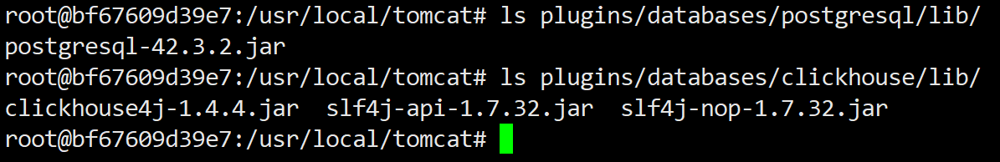 root@bf67609d39e7:/usr/local/tomcat# ls plugins/databases/postgresql/lib/
postgresql-42.3.2.jar
root@bf67609d39e7:/usr/local/tomcat# ls plugins/databases/clickhouse/lib/
clickhouse4j-1.4.4.jar  slf4j-api-1.7.32.jar  slf4j-nop-1.7.32.jar
root@bf67609d39e7:/usr/local/tomcat#